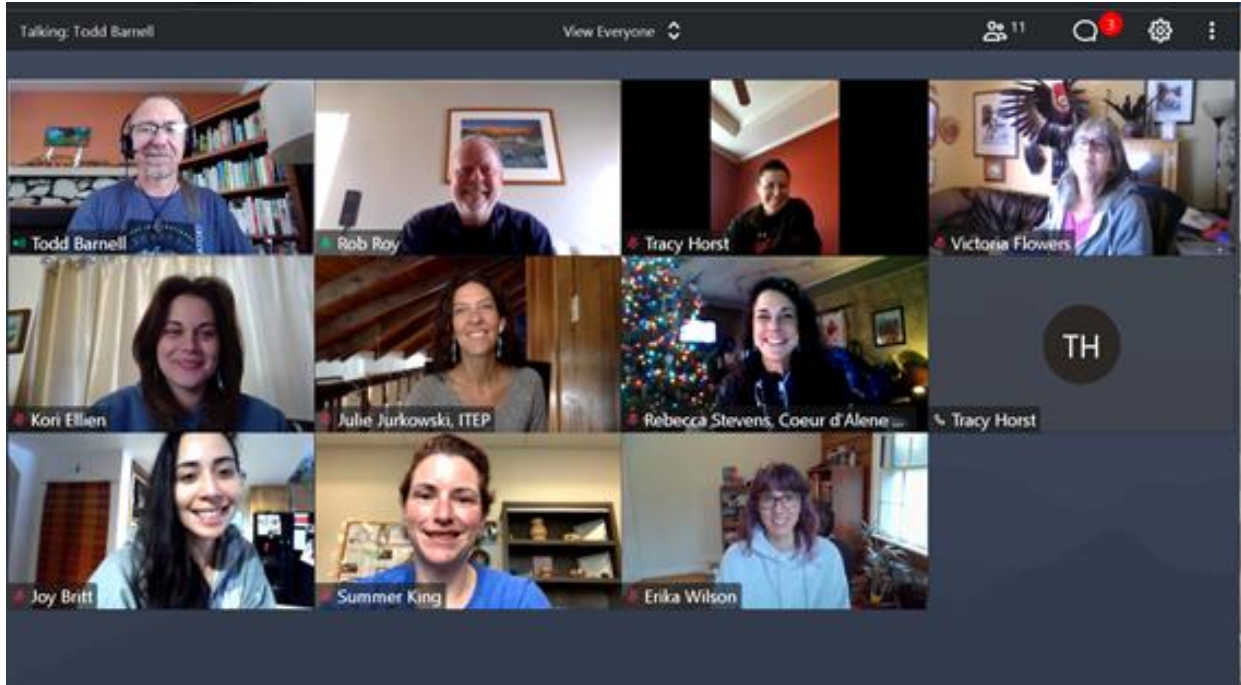 Talking: Todd Barnell
View Everyone
11
3
Todd Barnell
Rob Roy
Tracy Horst
Victoria Flowers
Kori Ellien
Julie Jurkowski, ITEP
Rebecca Stevens, Coeur d'Alene ...
TH
Tracy Horst
Joy Britt
Summer King
Erika Wilson